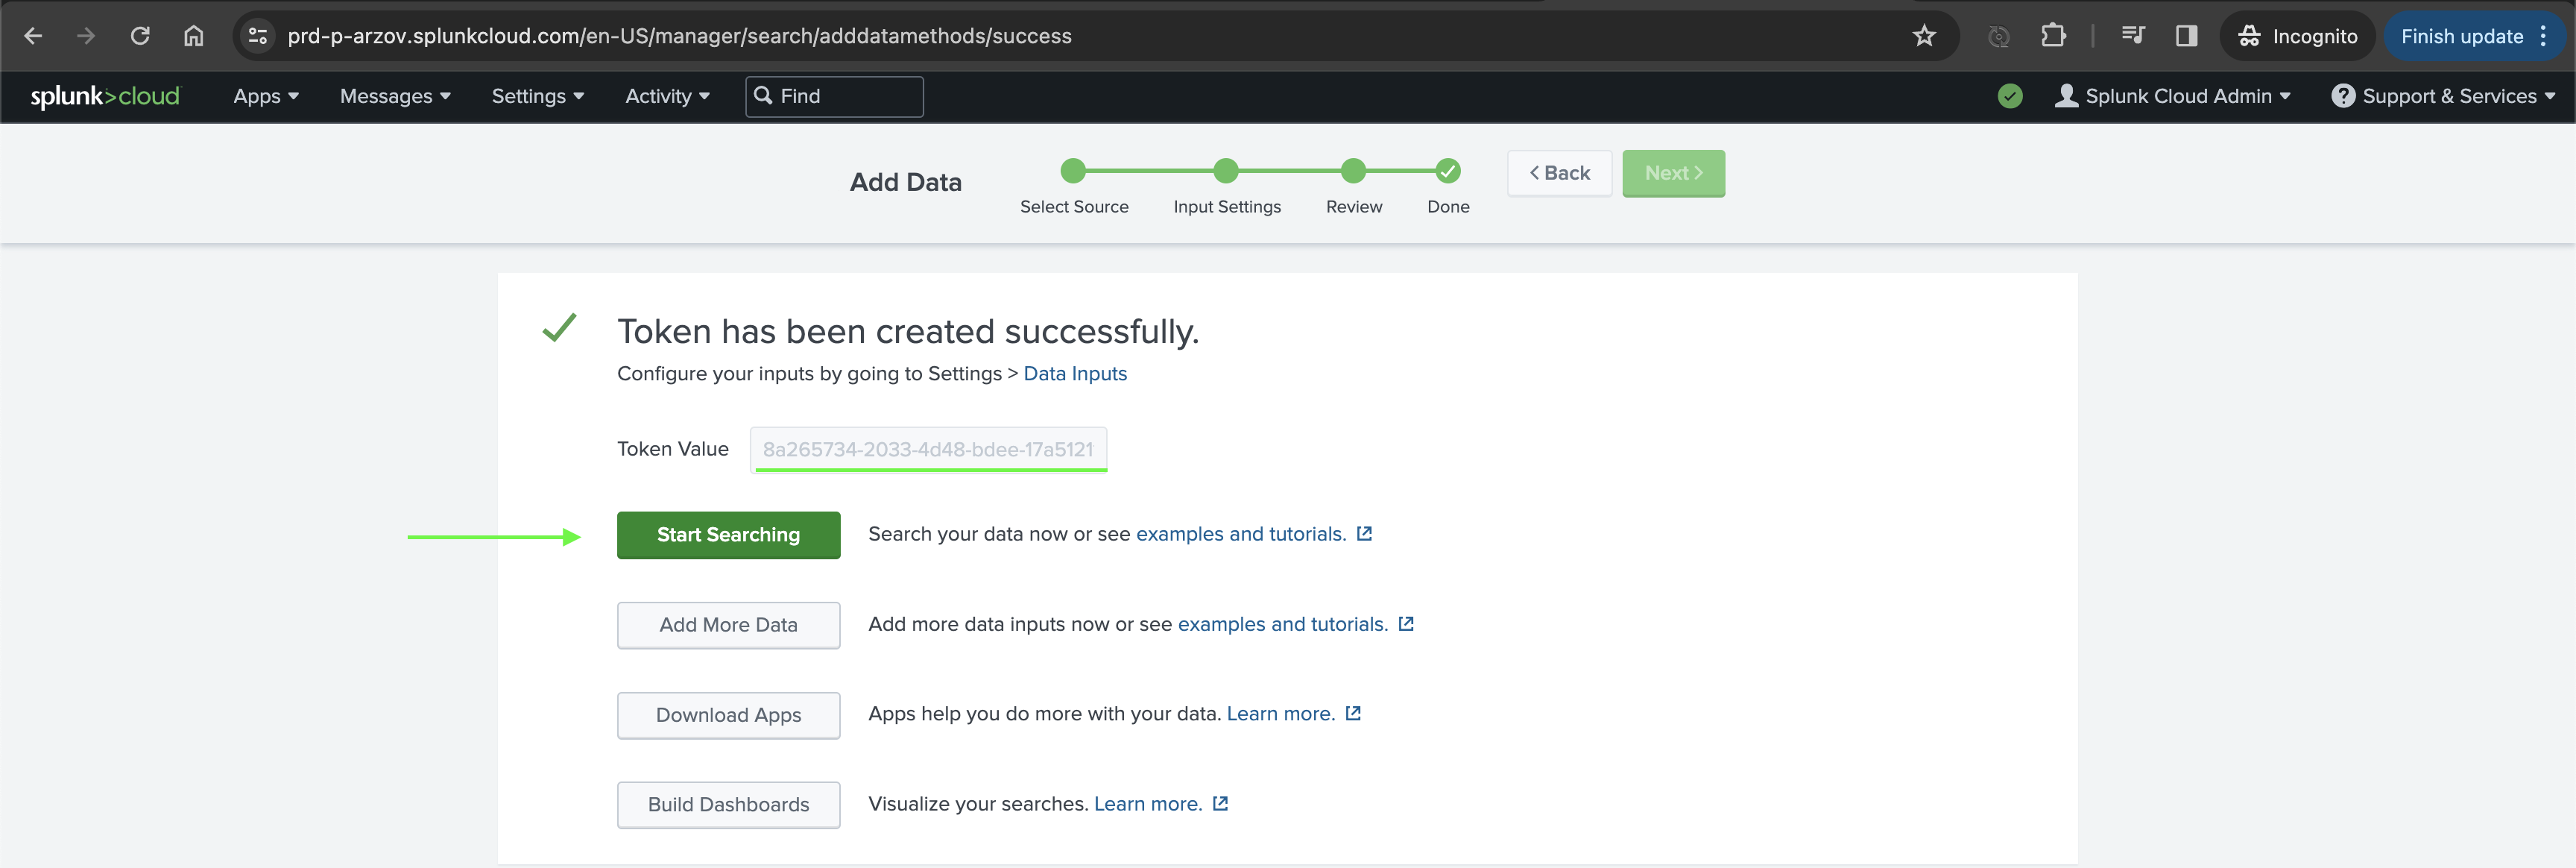 prd-p-arzov.splunkcloud.com/en-US/manager/search/adddatamethods/success
Incognito
Finish update
splunk>cloud
Apps
Messages
Settings
Activity
Find
Splunk Cloud Admin
Support & Services
Add Data
Select Source
Input Settings
Review
Done
< Back
Next >
Token has been created successfully.
Configure your inputs by going to Settings > Data Inputs
Token Value
8a265734-2033-4d48-bdee-17a5121
Start Searching
Search your data now or see examples and tutorials.
Add More Data
Add more data inputs now or see examples and tutorials.
Download Apps
Apps help you do more with your data. Learn more.
Build Dashboards
Visualize your searches. Learn more.